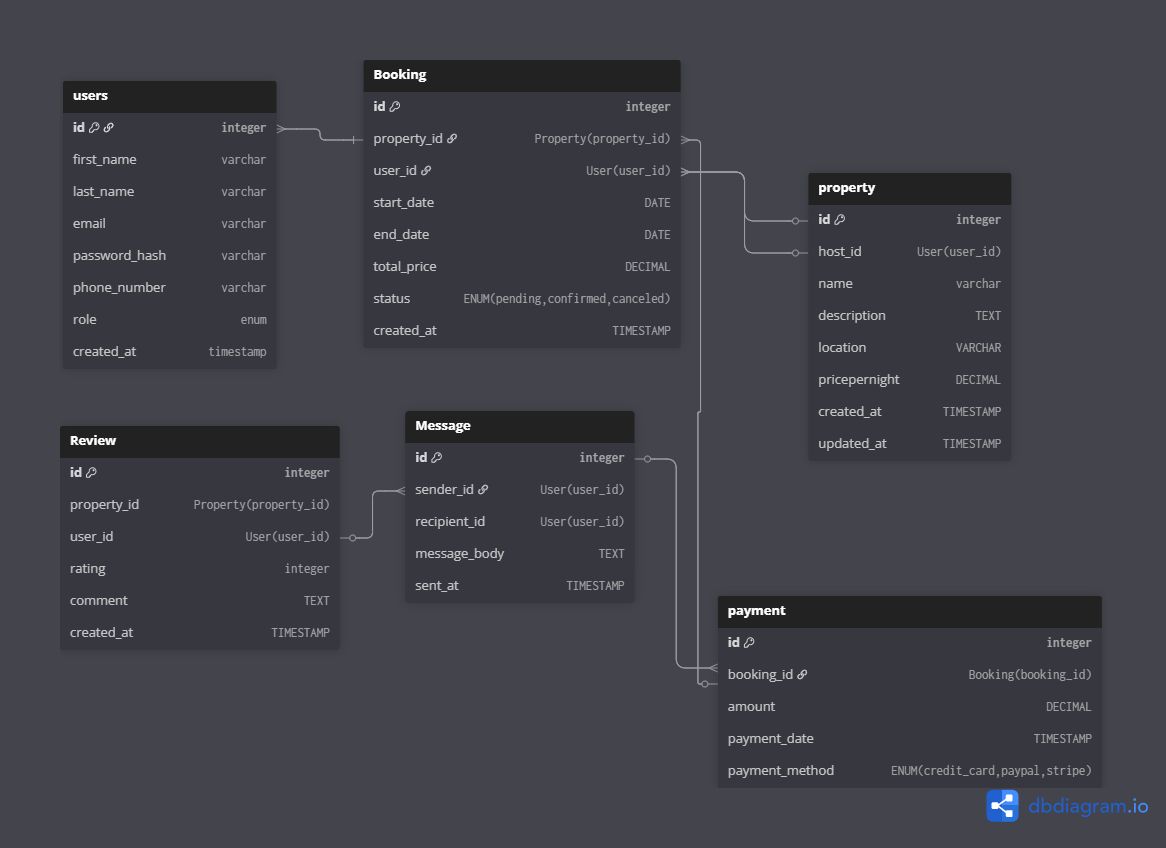 users
id integer
first_name varchar
last_name varchar
email varchar
password_hash varchar
phone_number varchar
role enum
created_at timestamp
Booking
id integer
property_id Property(property_id)
user_id User(user_id)
start_date DATE
end_date DATE
total_price DECIMAL
status ENUM(pending,confirmed,canceled)
created_at TIMESTAMP
property
id integer
host_id User(user_id)
name varchar
description TEXT
location VARCHAR
pricepernight DECIMAL
created_at TIMESTAMP
updated_at TIMESTAMP
Review
id integer
property_id Property(property_id)
user_id User(user_id)
rating integer
comment TEXT
created_at TIMESTAMP
Message
id integer
sender_id User(user_id)
recipient_id User(user_id)
message_body TEXT
sent_at TIMESTAMP
payment
id integer
booking_id Booking(booking_id)
amount DECIMAL
payment_date TIMESTAMP
payment_method ENUM(credit_card,paypal,stripe)
dbdiagram.io